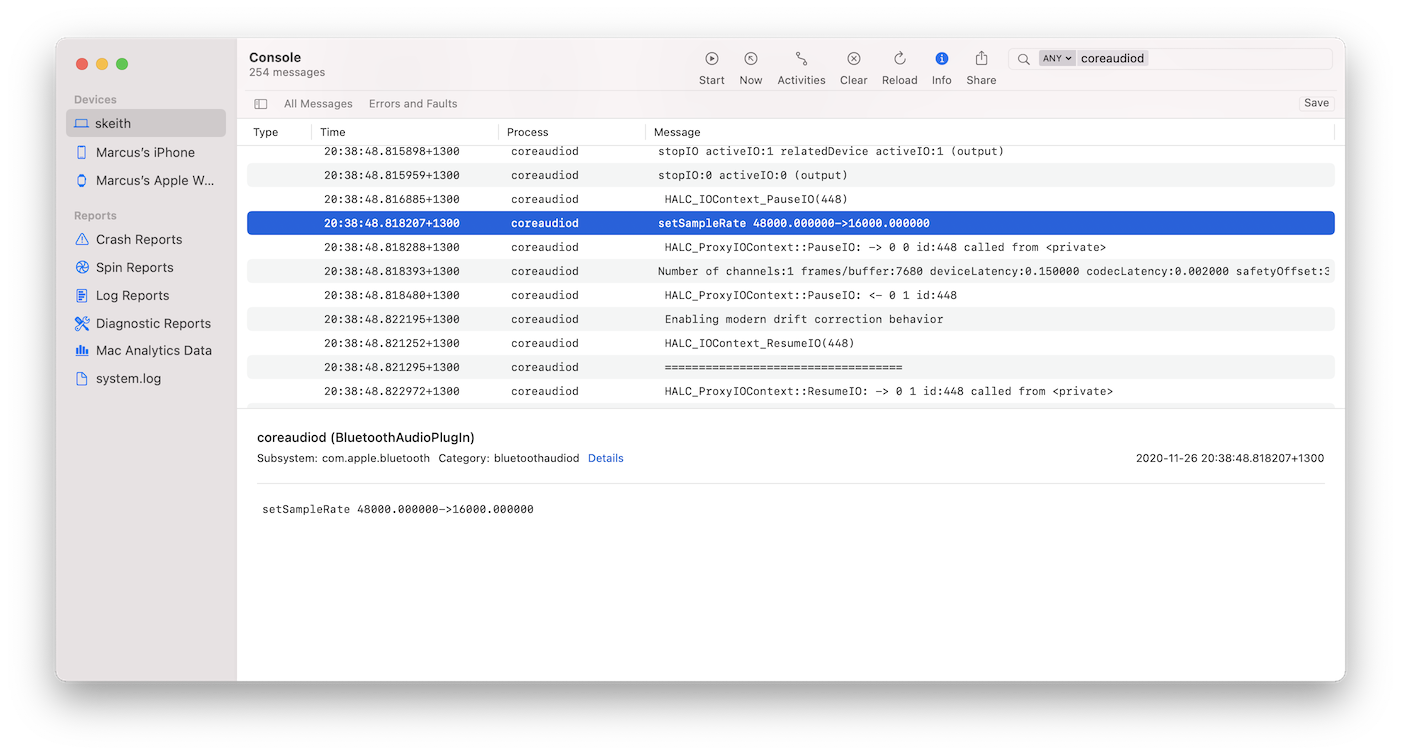 Console
254 messages
Start Now Activities Clear Reload Info Share
ANY coreaudiod
Devices
skeith
Marcus's iPhone
Marcus's Apple W...
Reports
Crash Reports
Spin Reports
Log Reports
Diagnostic Reports
Mac Analytics Data
system.log
All Messages Errors and Faults Save
Type Time Process Message
20:38:48.815898+1300 coreaudiod stopIO activeIO:1 relatedDevice activeIO:1 (output)
20:38:48.815959+1300 coreaudiod stopIO:0 activeIO:0 (output)
20:38:48.816885+1300 coreaudiod HALC_IOContext_PauseIO(448)
20:38:48.818207+1300 coreaudiod setSampleRate 48000.000000->16000.000000
20:38:48.818288+1300 coreaudiod HALC_ProxyIOContext::PauseIO: -> 0 0 id:448 called from <private>
20:38:48.818393+1300 coreaudiod Number of channels:1 frames/buffer:7680 deviceLatency:0.150000 codecLatency:0.002000 safetyOffset:3
20:38:48.818480+1300 coreaudiod HALC_ProxyIOContext::PauseIO: <- 0 1 id:448
20:38:48.822195+1300 coreaudiod Enabling modern drift correction behavior
20:38:48.821252+1300 coreaudiod HALC_IOContext_ResumeIO(448)
20:38:48.821295+1300 coreaudiod ===================================
20:38:48.822972+1300 coreaudiod HALC_ProxyIOContext::ResumeIO: -> 0 1 id:448 called from <private>
coreaudiod (BluetoothAudioPlugIn)
Subsystem: com.apple.bluetooth Category: bluetoothaudiod Details 2020-11-26 20:38:48.818207+1300
setSampleRate 48000.000000->16000.000000